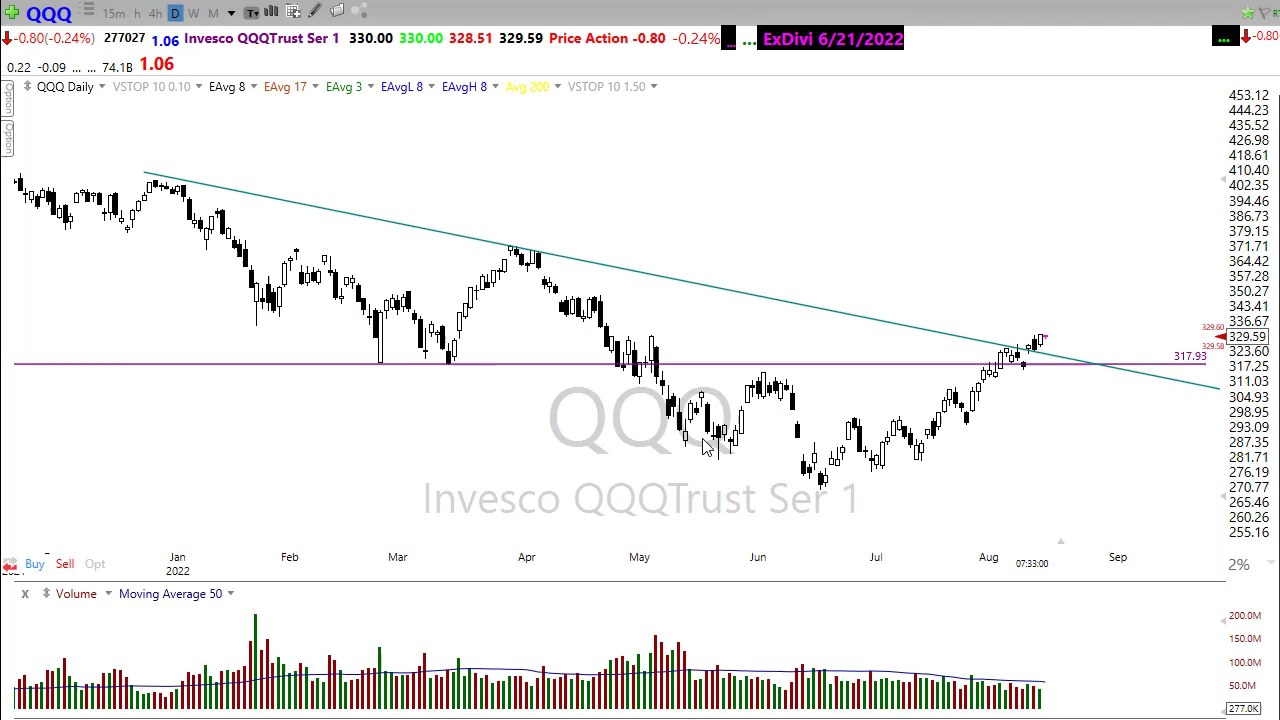 QQQ 15m h 4h D W M T
-0.80(-0.24%) 277027 1.06 Invesco QQQTrust Ser 1 330.00 330.00 328.51 329.59 Price Action -0.80 -0.24% ... ... ExDivi 6/21/2022 ... -0.80
0.22 -0.09 ... ... 74.1B 1.06
QQQ Daily VSTOP 10 0.10 EAvg 8 EAvg 17 EAvg 3 EAvgL 8 EAvgH 8 Avg 200 VSTOP 10 1.50
Option
Option
453.12
444.23
435.52
426.98
418.61
410.40
402.35
394.46
386.73
379.15
371.71
364.42
357.28
350.27
343.41
336.67
329.60
329.59
329.58
323.60
317.93
317.25
311.03
304.93
298.95
293.09
287.35
281.71
276.19
270.77
265.46
260.26
255.16
QQQ
Invesco QQQTrust Ser 1
Jan Feb Mar Apr May Jun Jul Aug Sep
2022 07:33:00
Buy Sell Opt 2%
x Volume Moving Average 50
200.0M
150.0M
100.0M
50.0M
277.0K